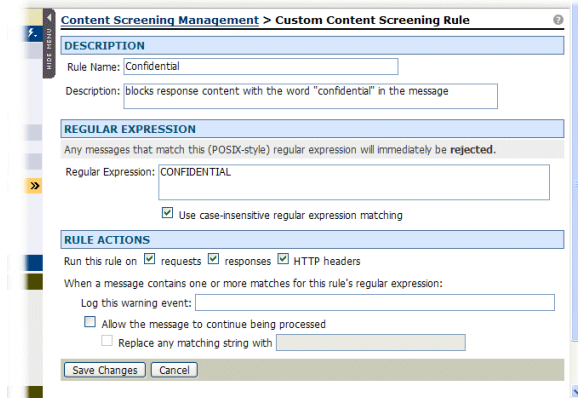 Content Screening Management > Custom Content Screening Rule
?
HIDE MENU
DESCRIPTION
Rule Name: Confidential
Description: blocks response content with the word "confidential" in the message
REGULAR EXPRESSION
Any messages that match this (POSIX-style) regular expression will immediately be rejected.
Regular Expression: CONFIDENTIAL
Use case-insensitive regular expression matching
RULE ACTIONS
Run this rule on requests responses HTTP headers
When a message contains one or more matches for this rule's regular expression:
Log this warning event:
Allow the message to continue being processed
Replace any matching string with
Save Changes Cancel